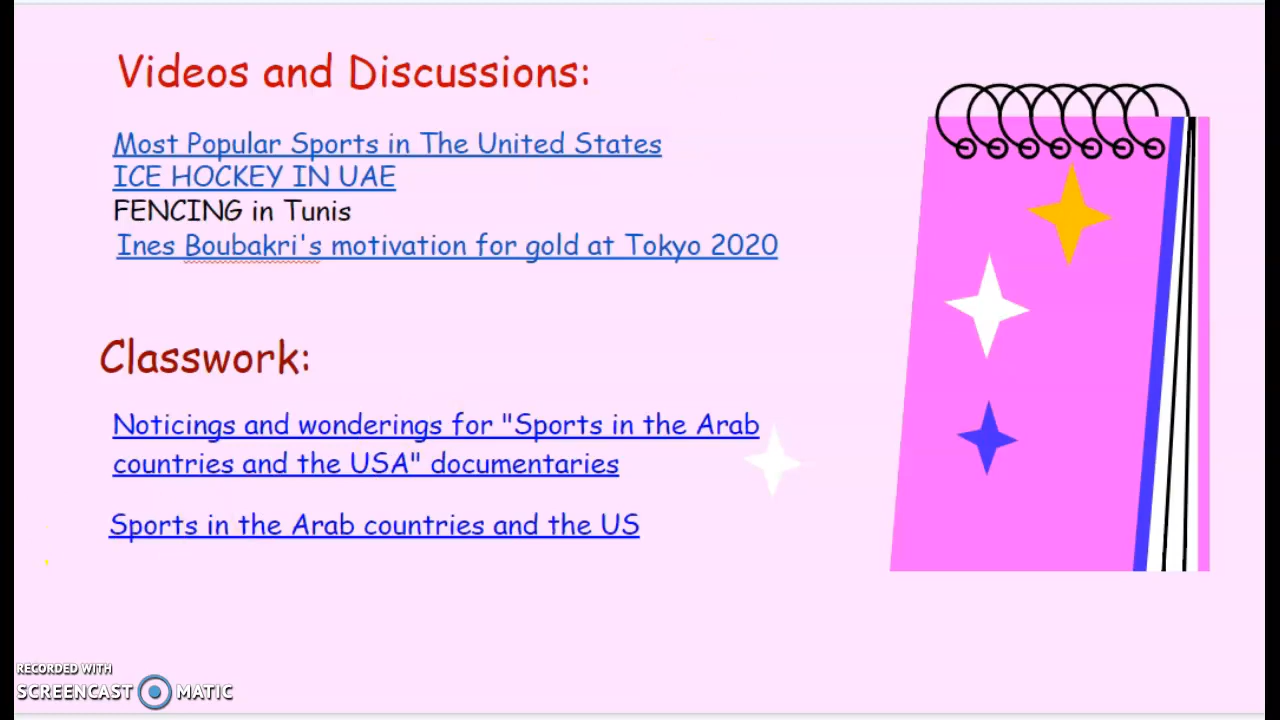 Videos and Discussions:
Most Popular Sports in The United States
ICE HOCKEY IN UAE
FENCING in Tunis
Ines Boubakri's motivation for gold at Tokyo 2020
Classwork:
Noticings and wonderings for "Sports in the Arab
countries and the USA" documentaries
Sports in the Arab countries and the US
RECORDED WITH
SCREENCAST MATIC